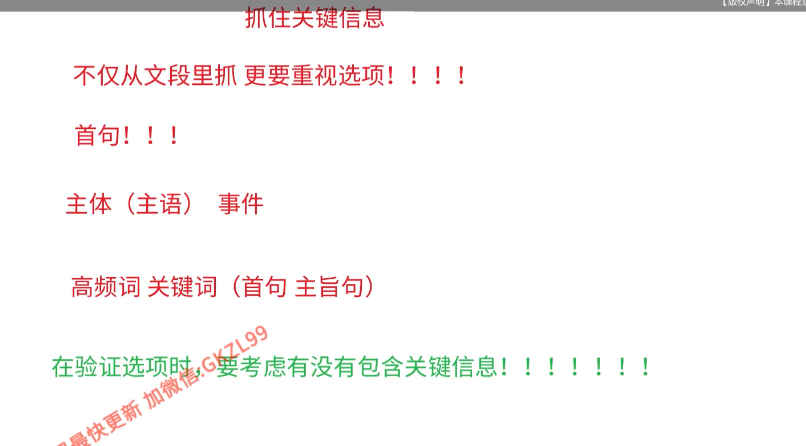 【版权声明】本课程
抓住关键信息
不仅从文段里抓 更要重视选项！！！！
首句！！！
主体（主语） 事件
高频词 关键词（首句 主旨句）
在验证选项时，要考虑有没有包含关键信息！！！！！！！
最快更新 加微信:GKZL99